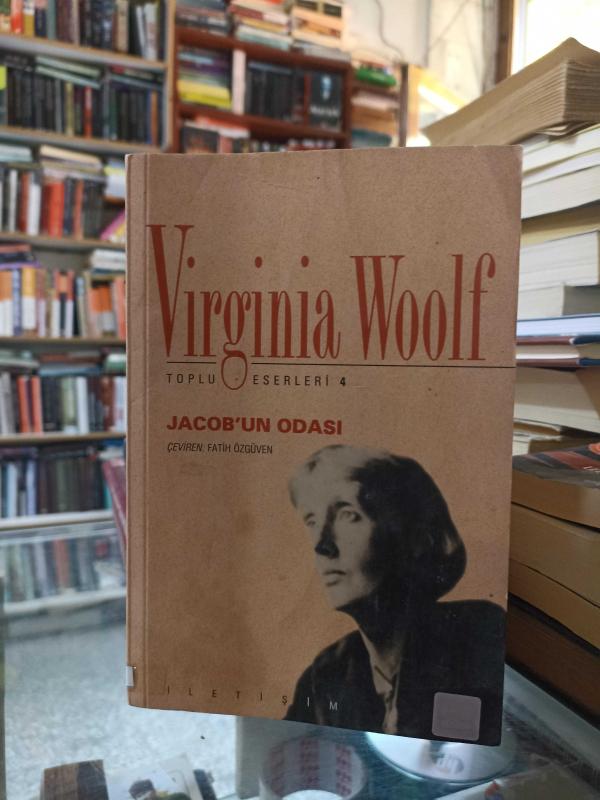 Virginia Woolf
TOPLU ESERLERİ 4
JACOB'UN ODASI
ÇEVİREN: FATİH ÖZGÜVEN
İLETİŞİM